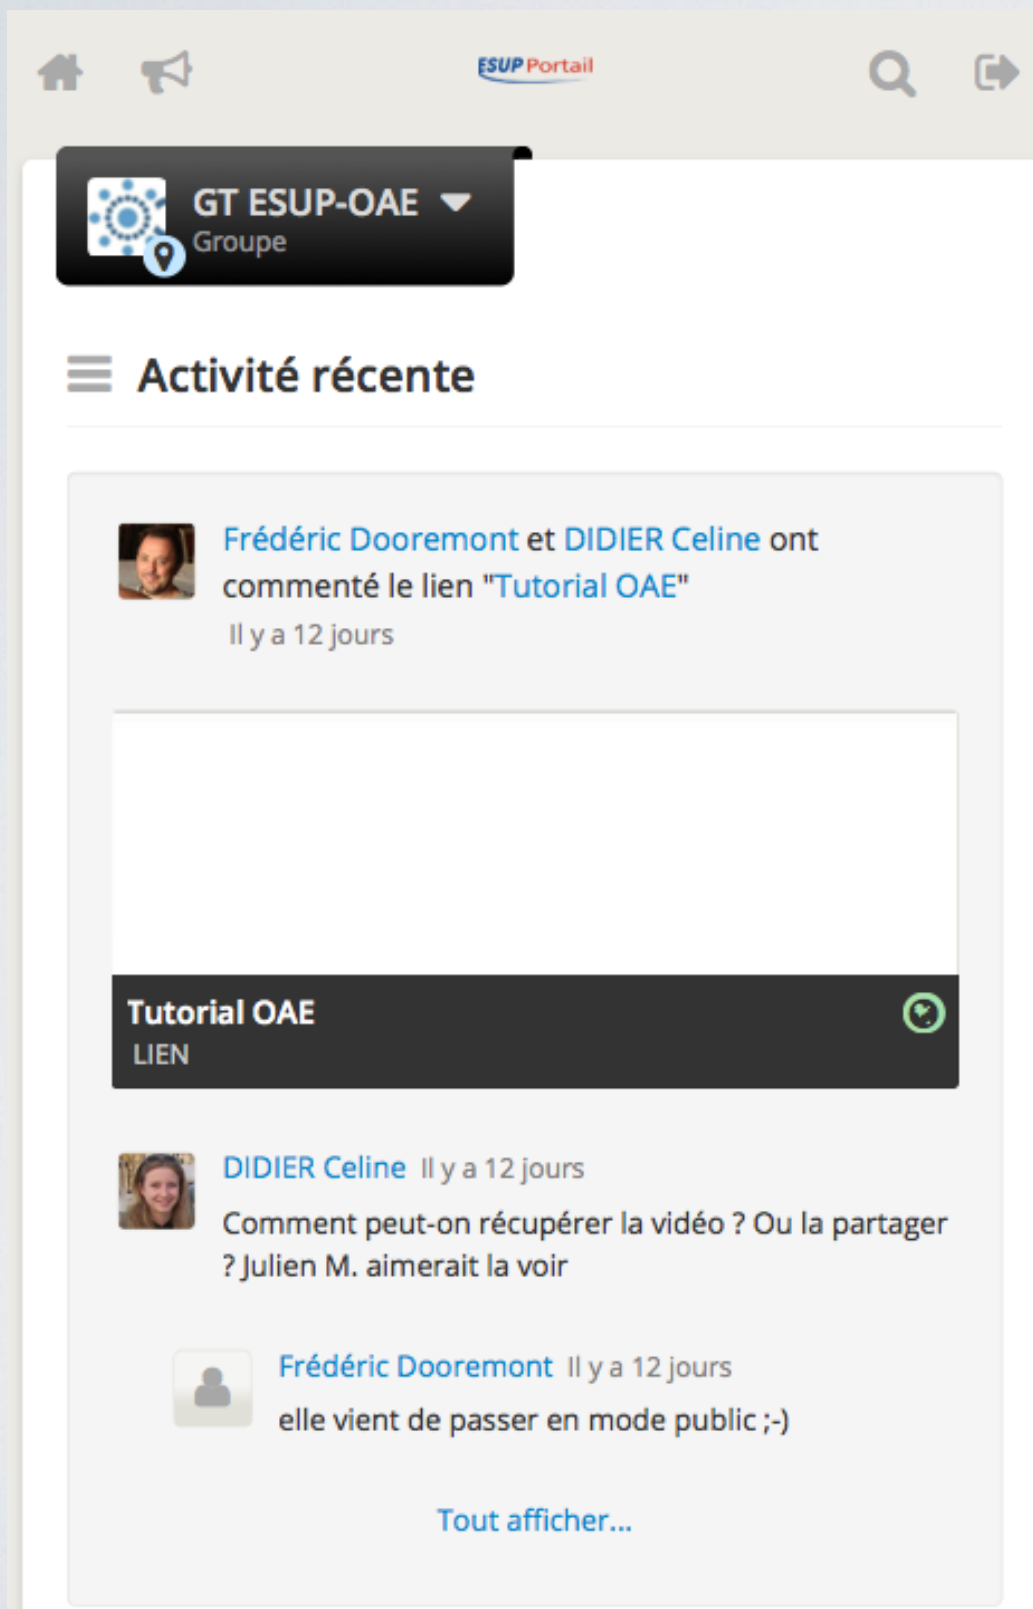 ESUP Portail
GT ESUP-OAE
Groupe
Activité récente
Frédéric Dooremont et DIDIER Celine ont
commenté le lien "Tutorial OAE"
Il y a 12 jours
Tutorial OAE
LIEN
DIDIER Celine Il y a 12 jours
Comment peut-on récupérer la vidéo ? Ou la partager
? Julien M. aimerait la voir
Frédéric Dooremont Il y a 12 jours
elle vient de passer en mode public ;-)
Tout afficher...